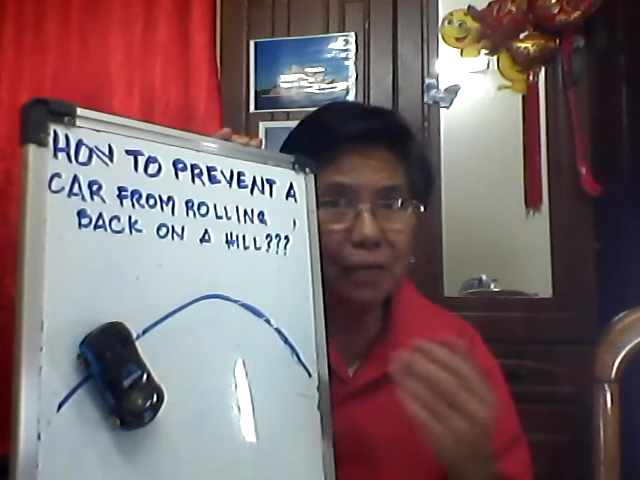 HOW TO PREVENT A
CAR FROM ROLLING
BACK ON A HILL???